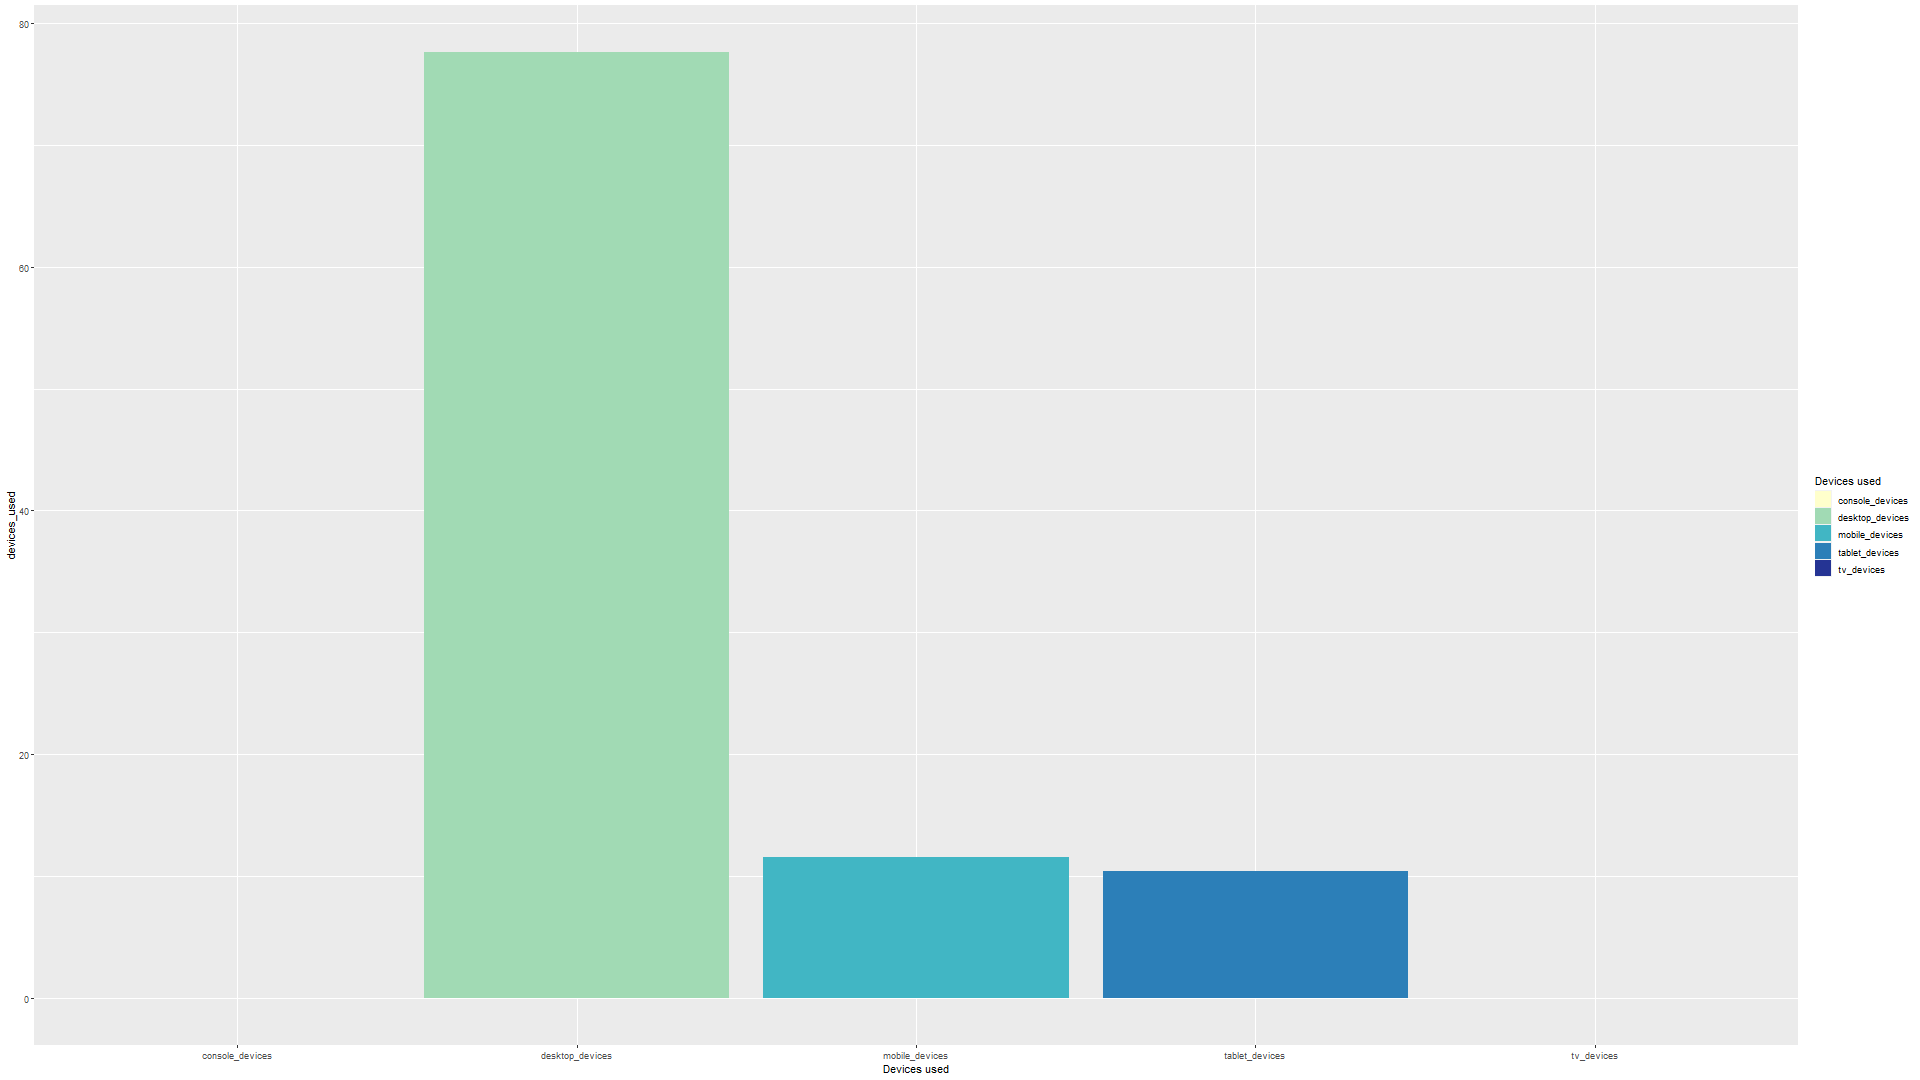 80
60
40
20
0
devices_used
console_devices
desktop_devices
mobile_devices
tablet_devices
tv_devices
Devices used
Devices used
console_devices
desktop_devices
mobile_devices
tablet_devices
tv_devices